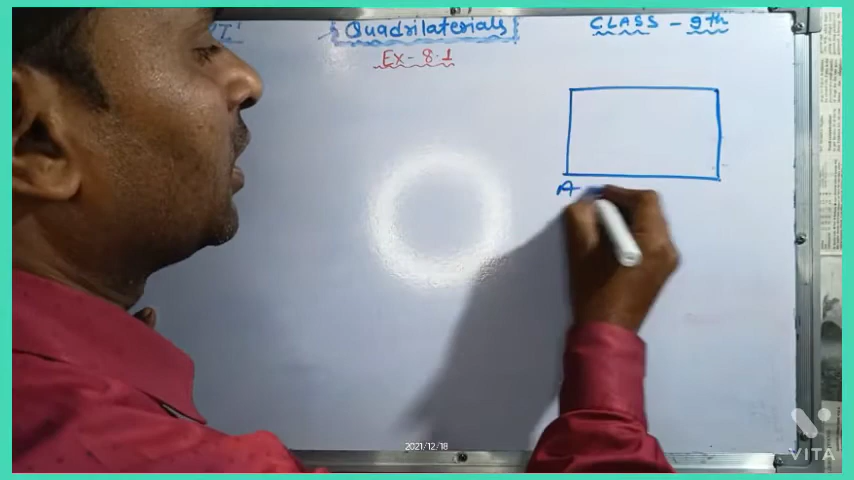 Quadrilaterials
CLASS - 9th
Ex- 8.1
A
2021/12/18
VITA